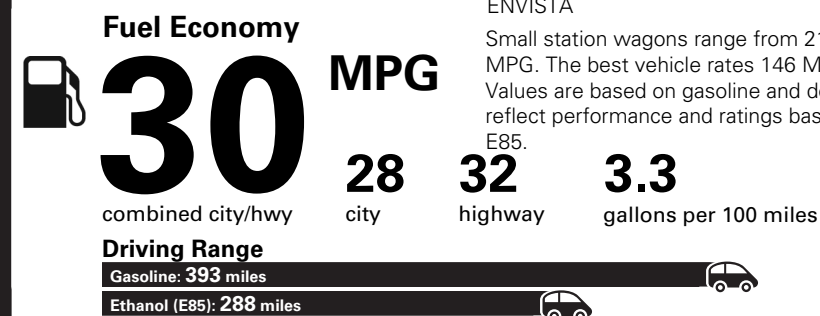 ENVISTA
Fuel Economy
Small station wagons range from
MPG. The best vehicle rates 146
Values are based on gasoline and
reflect performance and ratings
E85.
30 MPG
combined city/hwy
28
city
32
highway
3.3
gallons per 100 miles
Driving Range
Gasoline: 393 miles
Ethanol (E85): 288 miles